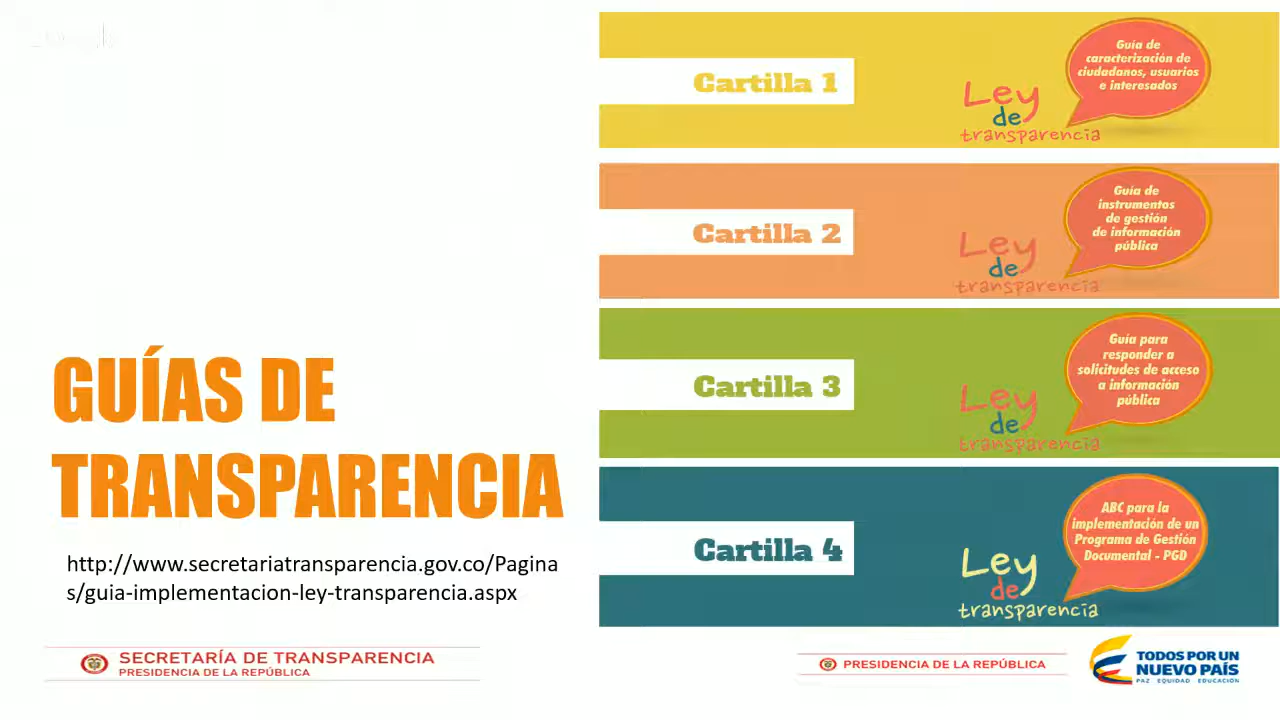 GUÍAS DE
TRANSPARENCIA
http://www.secretariatransparencia.gov.co/Pagina
s/guia-implementacion-ley-transparencia.aspx
SECRETARÍA DE TRANSPARENCIA
PRESIDENCIA DE LA REPÚBLICA
Cartilla 1
Ley
de
transparencia
Guía de
caracterización de
ciudadanos, usuarios
e interesados
Cartilla 2
Ley
de
transparencia
Guía de
instrumentos
de gestión
de información
pública
Cartilla 3
Ley
de
transparencia
Guía para
responder a
solicitudes de acceso
a información
pública
Cartilla 4
Ley
de
transparencia
ABC para la
implementación de un
Programa de Gestión
Documental - PGD
PRESIDENCIA DE LA REPÚBLICA
TODOS POR UN
NUEVO PAÍS
PAZ EQUIDAD EDUCACIÓN